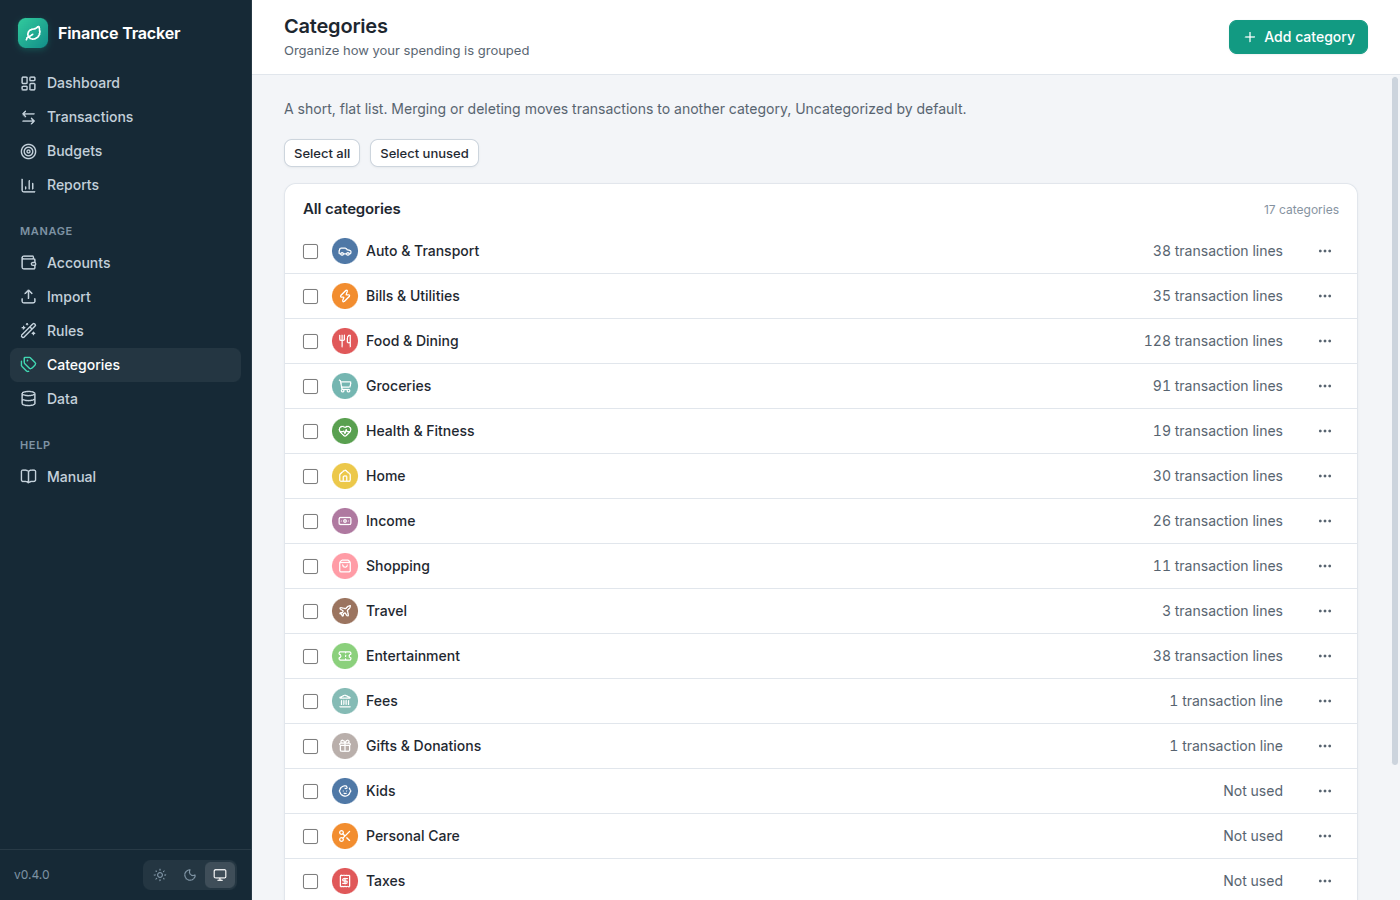 Finance Tracker
Dashboard
Transactions
Budgets
Reports
MANAGE
Accounts
Import
Rules
Categories
Data
HELP
Manual
v0.4.0
Categories
Organize how your spending is grouped
Add category
A short, flat list. Merging or deleting moves transactions to another category, Uncategorized by default.
Select all
Select unused
All categories
17 categories
Auto & Transport
38 transaction lines
Bills & Utilities
35 transaction lines
Food & Dining
128 transaction lines
Groceries
91 transaction lines
Health & Fitness
19 transaction lines
Home
30 transaction lines
Income
26 transaction lines
Shopping
11 transaction lines
Travel
3 transaction lines
Entertainment
38 transaction lines
Fees
1 transaction line
Gifts & Donations
1 transaction line
Kids
Not used
Personal Care
Not used
Taxes
Not used